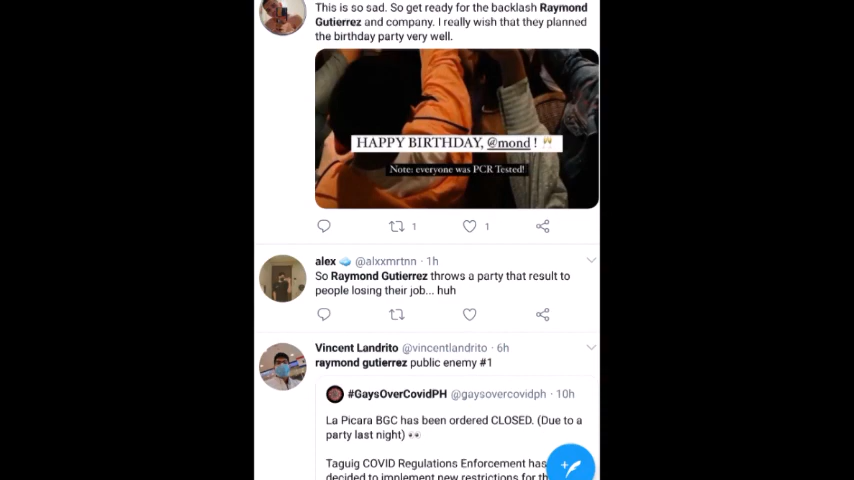 This is so sad. So get ready for the backlash Raymond
Gutierrez and company. I really wish that they planned
the birthday party very well.
HAPPY BIRTHDAY, @mond !
Note: everyone was PCR Tested!
1
1
alex @alxxmrtnn · 1h
So Raymond Gutierrez throws a party that result to
people losing their job... huh
Vincent Landrito @vincentlandrito · 6h
raymond gutierrez public enemy #1
#GaysOverCovidPH @gaysovercovidph · 10h
La Picara BGC has been ordered CLOSED. (Due to a
party last night) 👀
Taguig COVID Regulations Enforcement has
decided to implement new restrictions for